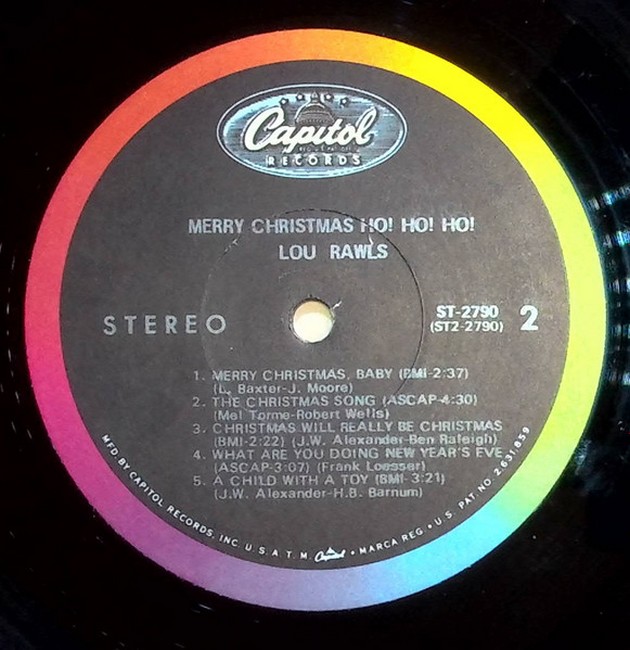 Capitol
RECORDS
MERRY CHRISTMAS HO! HO! HO!
LOU RAWLS
STEREO
ST-2790
(ST2-2790)
2
1. MERRY CHRISTMAS, BABY (BMI-2:37)
(L. Baxter-J. Moore)
2. THE CHRISTMAS SONG (ASCAP-4:30)
(Mel Torme-Robert Wells)
3. CHRISTMAS WILL REALLY BE CHRISTMAS
(BMI-2:22) (J.W. Alexander-Ben Raleigh)
4. WHAT ARE YOU DOING NEW YEAR'S EVE
(ASCAP-3:07) (Frank Loesser)
5. A CHILD WITH A TOY (BMI-3:21)
(J.W. Alexander-H.B. Barnum)
MFD. BY CAPITOL RECORDS, INC. U.S.A. T.M. Capitol • MARCA REG. • U.S. PAT. NO. 2,631,859